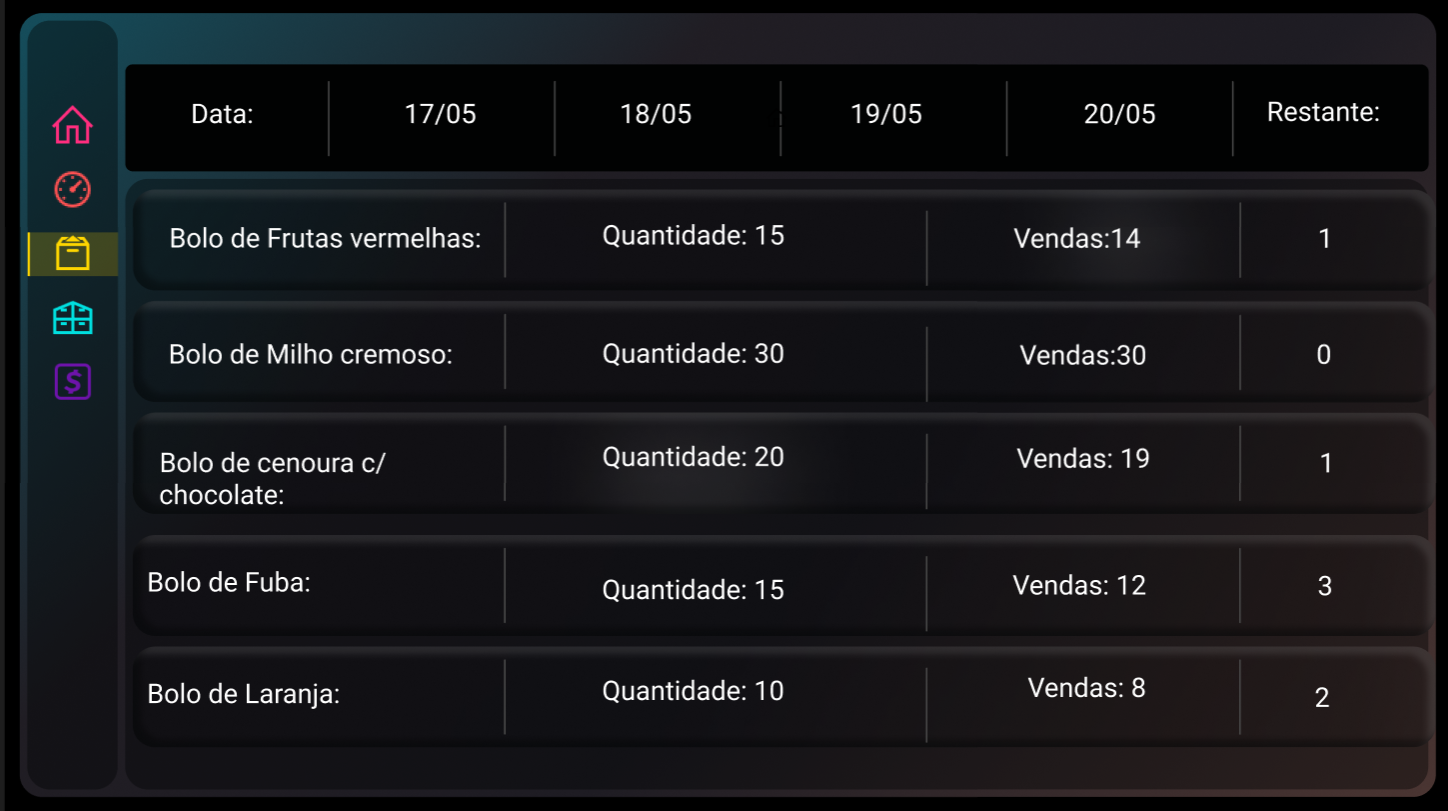 Data: 17/05 18/05 19/05 20/05 Restante:
Bolo de Frutas vermelhas: Quantidade: 15 Vendas:14 1
Bolo de Milho cremoso: Quantidade: 30 Vendas:30 0
Bolo de cenoura c/ Quantidade: 20 Vendas: 19 1
chocolate:
Bolo de Fuba: Quantidade: 15 Vendas: 12 3
Bolo de Laranja: Quantidade: 10 Vendas: 8 2